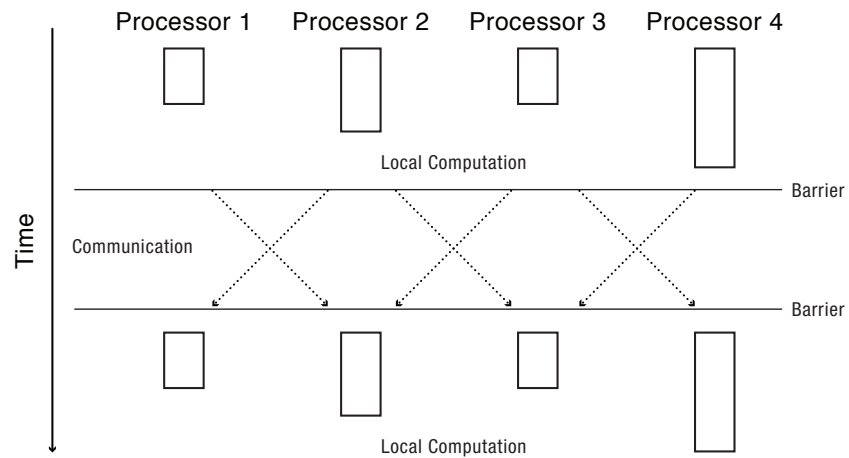 Processor 1 Processor 2 Processor 3 Processor 4
Local Computation
Barrier
Time
Communication
Barrier
Local Computation